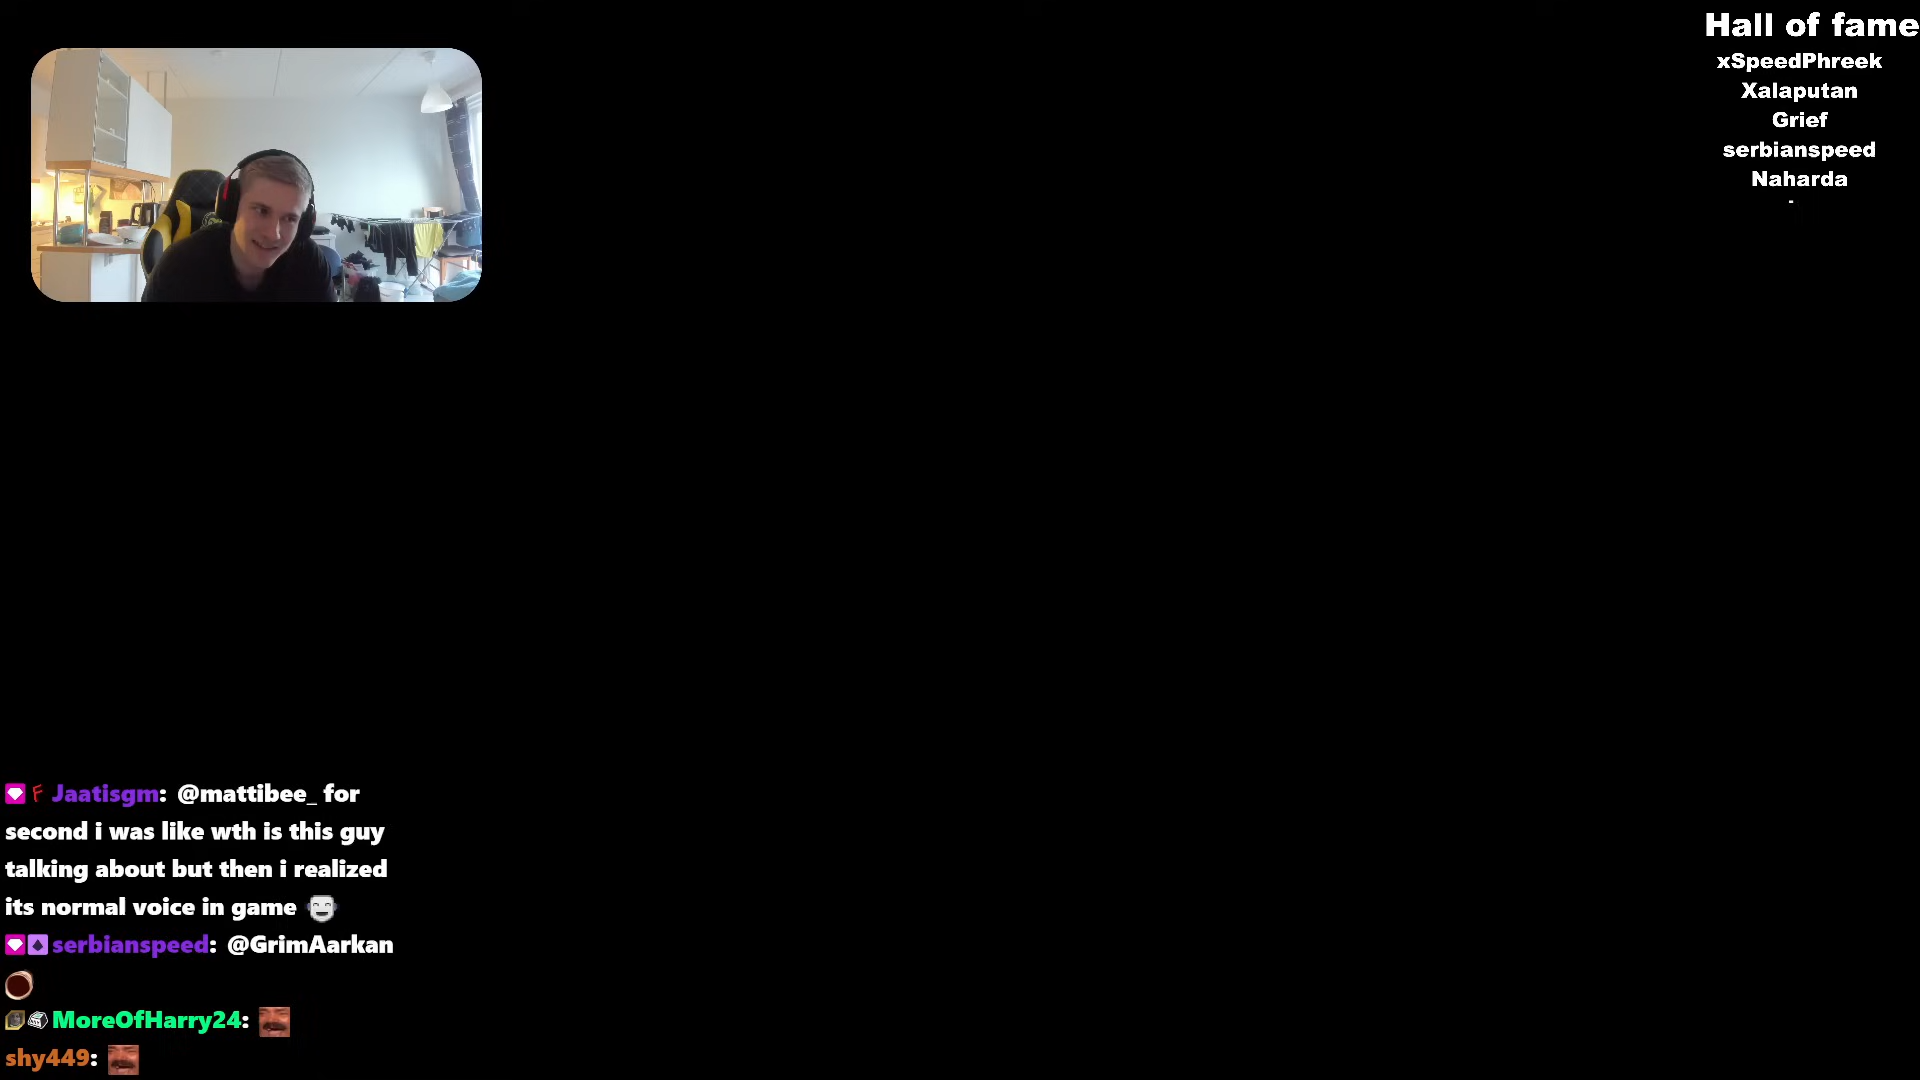 Hall of fame
xSpeedPhreek
Xalaputan
Grief
serbianspeed
Naharda
Jaatisgm: @mattibee_ for
second i was like wth is this guy
talking about but then i realized
its normal voice in game
serbianspeed: @GrimAarkan
MoreOfHarry24:
shy449: